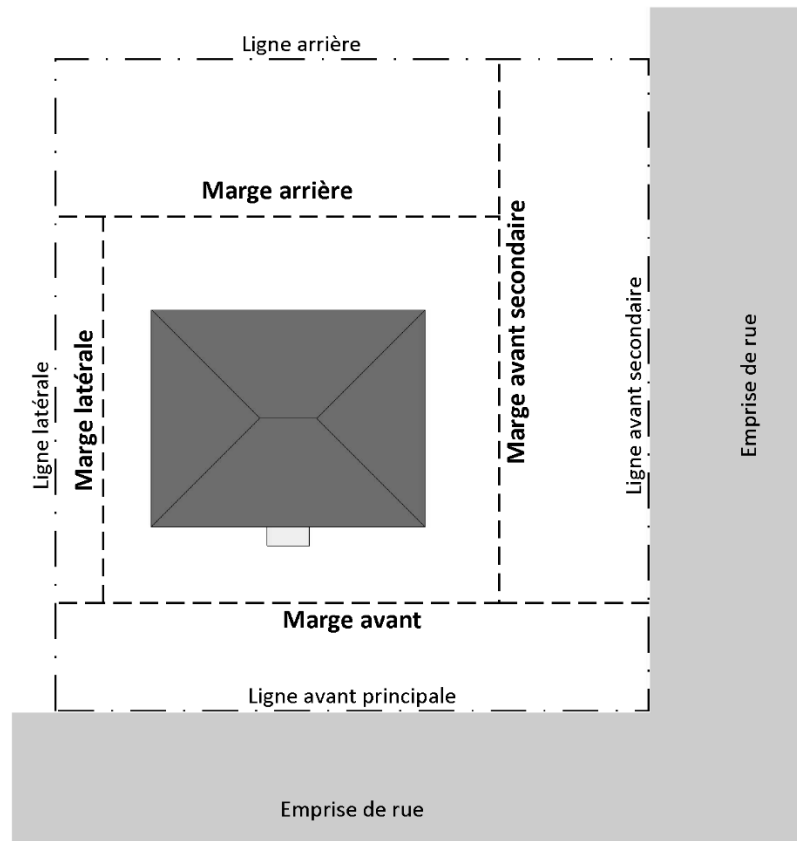 Ligne arrière
Marge arrière
Ligne latérale
Marge latérale
Marge avant secondaire
Ligne avant secondaire
Emprise de rue
Marge avant
Ligne avant principale
Emprise de rue